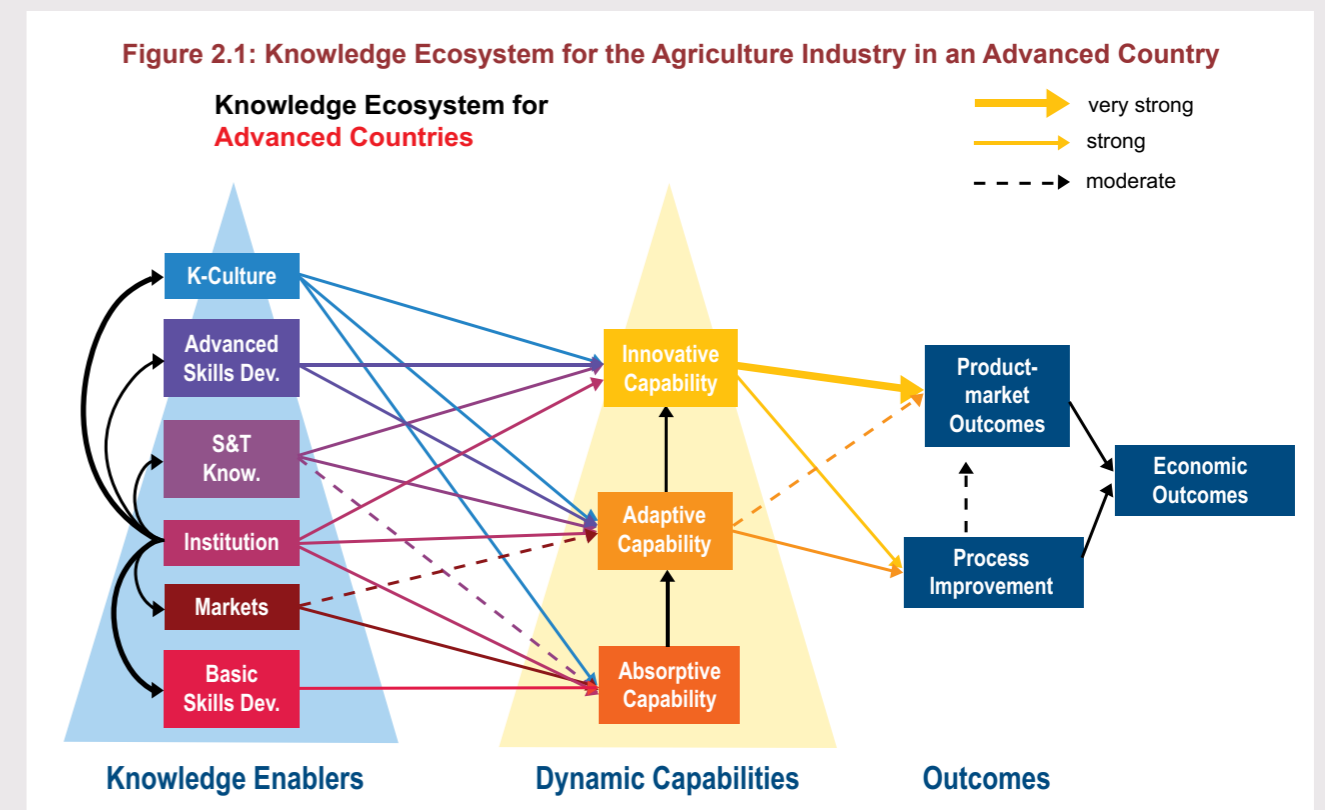 Figure 2.1: Knowledge Ecosystem for the Agriculture Industry in an Advanced Country
Knowledge Ecosystem for
Advanced Countries
very strong
strong
moderate
K-Culture
Advanced
Skills Dev.
S&T
Know.
Institution
Markets
Basic
Skills Dev.
Innovative
Capability
Adaptive
Capability
Absorptive
Capability
Product-
market
Outcomes
Process
Improvement
Economic
Outcomes
Knowledge Enablers
Dynamic Capabilities
Outcomes